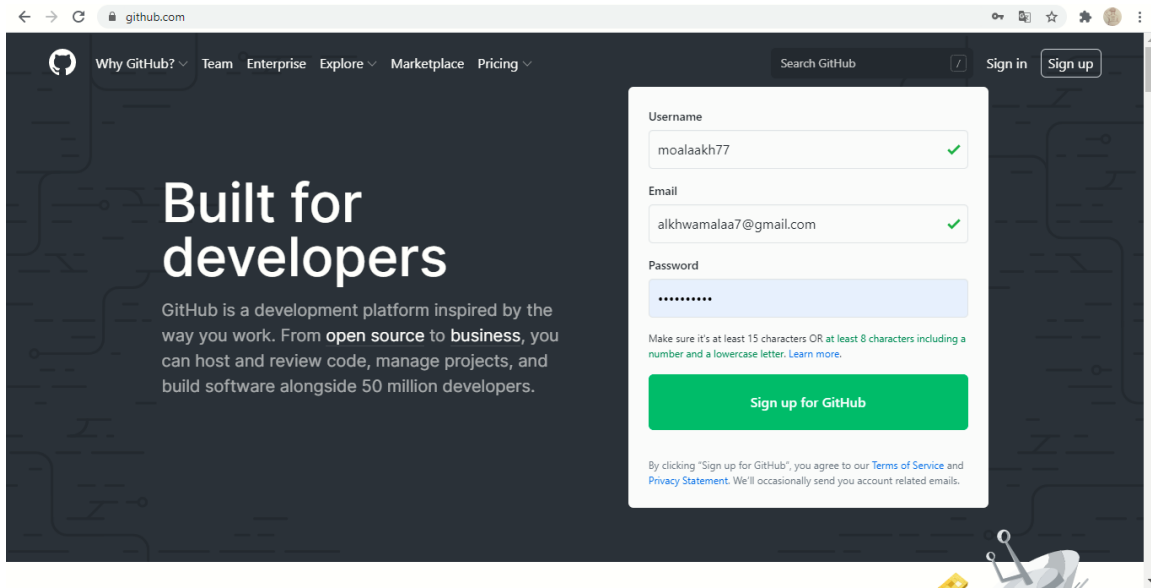 github.com
Why GitHub? Team Enterprise Explore Marketplace Pricing
Search GitHub /
Sign in Sign up
Built for
developers
GitHub is a development platform inspired by the
way you work. From open source to business, you
can host and review code, manage projects, and
build software alongside 50 million developers.
Username
moalaakh77
Email
alkhwamalaa7@gmail.com
Password
••••••••••
Make sure it's at least 15 characters OR at least 8 characters including a
number and a lowercase letter. Learn more.
Sign up for GitHub
By clicking “Sign up for GitHub”, you agree to our Terms of Service and
Privacy Statement. We'll occasionally send you account related emails.